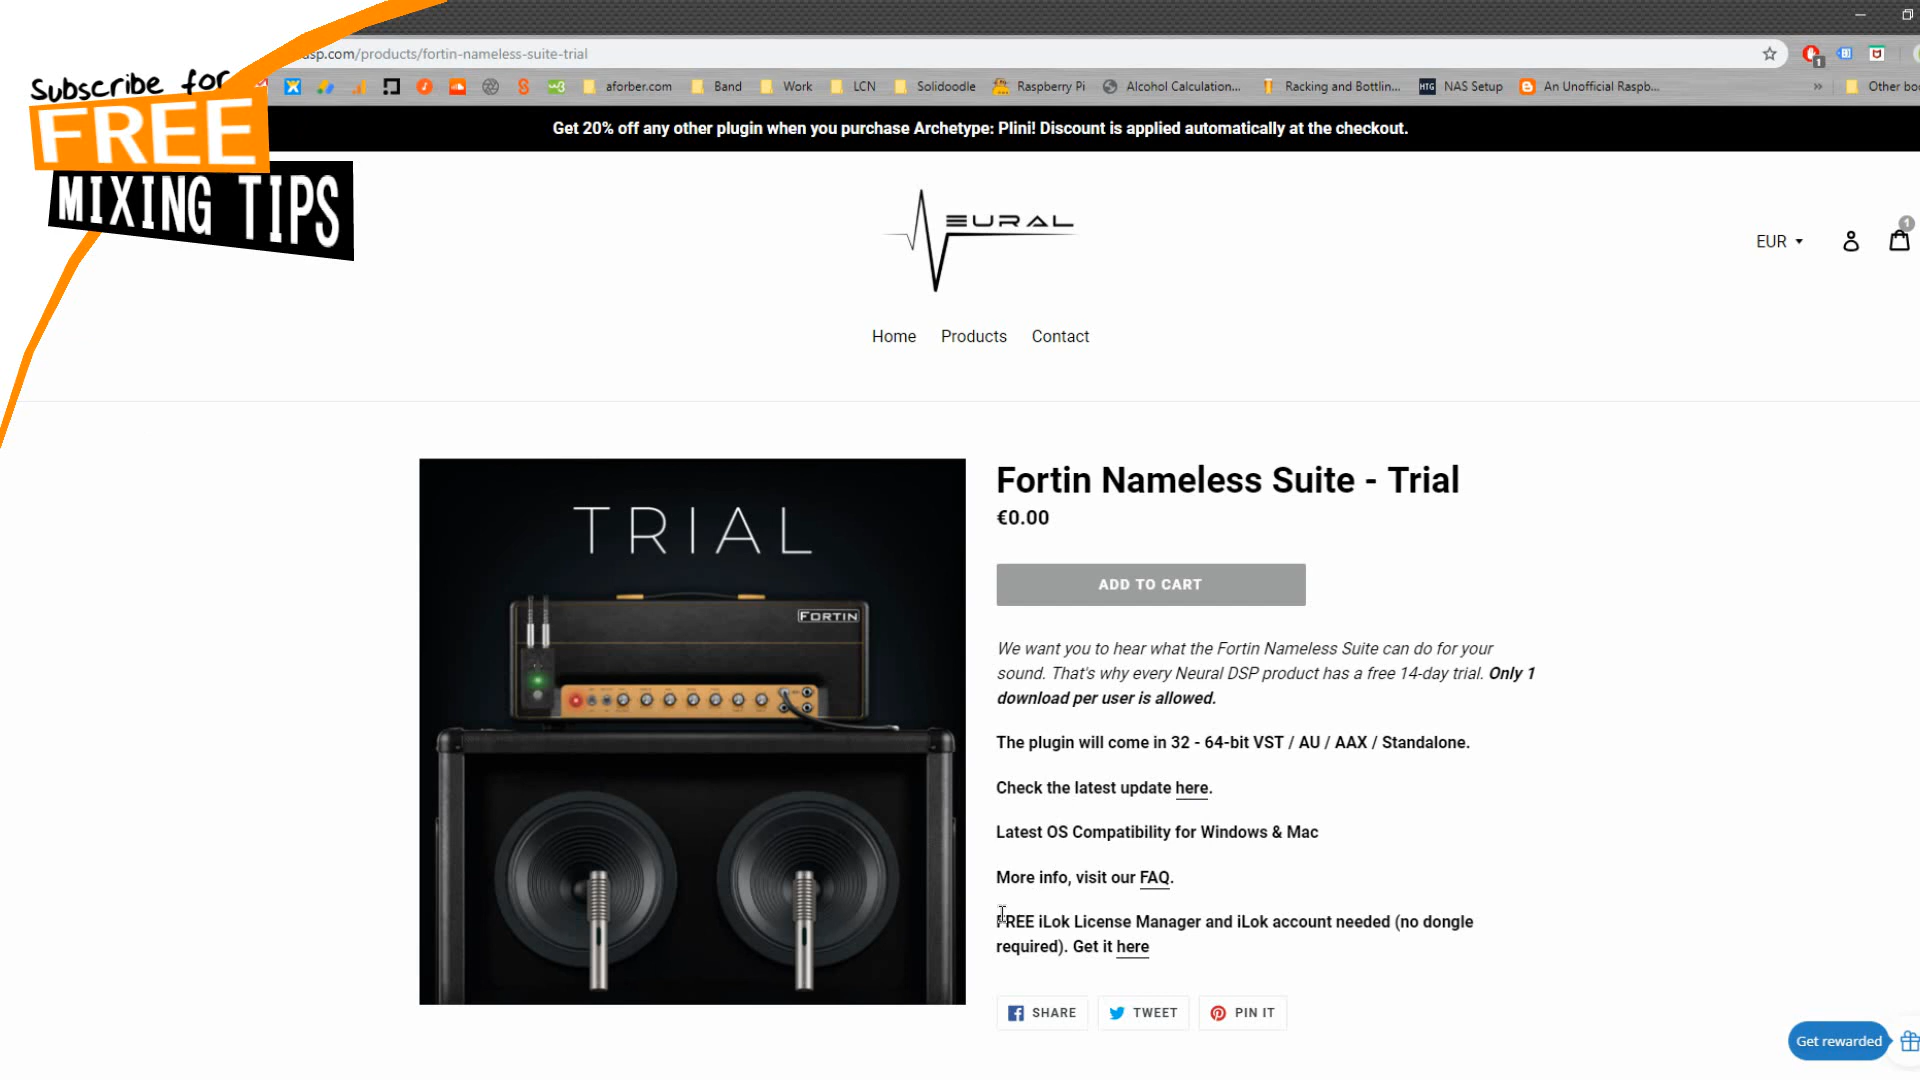 Subscribe for
FREE
MIXING TIPS
sp.com/products/fortin-nameless-suite-trial
1
aforber.com
Band
Work
LCN
Solidoodle
Raspberry Pi
Alcohol Calculation...
Racking and Bottlin...
HTG
NAS Setup
An Unofficial Raspb...
»
Other bo
Get 20% off any other plugin when you purchase Archetype: Plini! Discount is applied automatically at the checkout.
EURAL
EUR
1
Home
Products
Contact
TRIAL
FORTIN
Fortin Nameless Suite - Trial
€0.00
ADD TO CART
We want you to hear what the Fortin Nameless Suite can do for your
sound. That's why every Neural DSP product has a free 14-day trial. Only 1
download per user is allowed.
The plugin will come in 32 - 64-bit VST / AU / AAX / Standalone.
Check the latest update here.
Latest OS Compatibility for Windows & Mac
More info, visit our FAQ.
FREE iLok License Manager and iLok account needed (no dongle
required). Get it here
SHARE
TWEET
PIN IT
Get rewarded